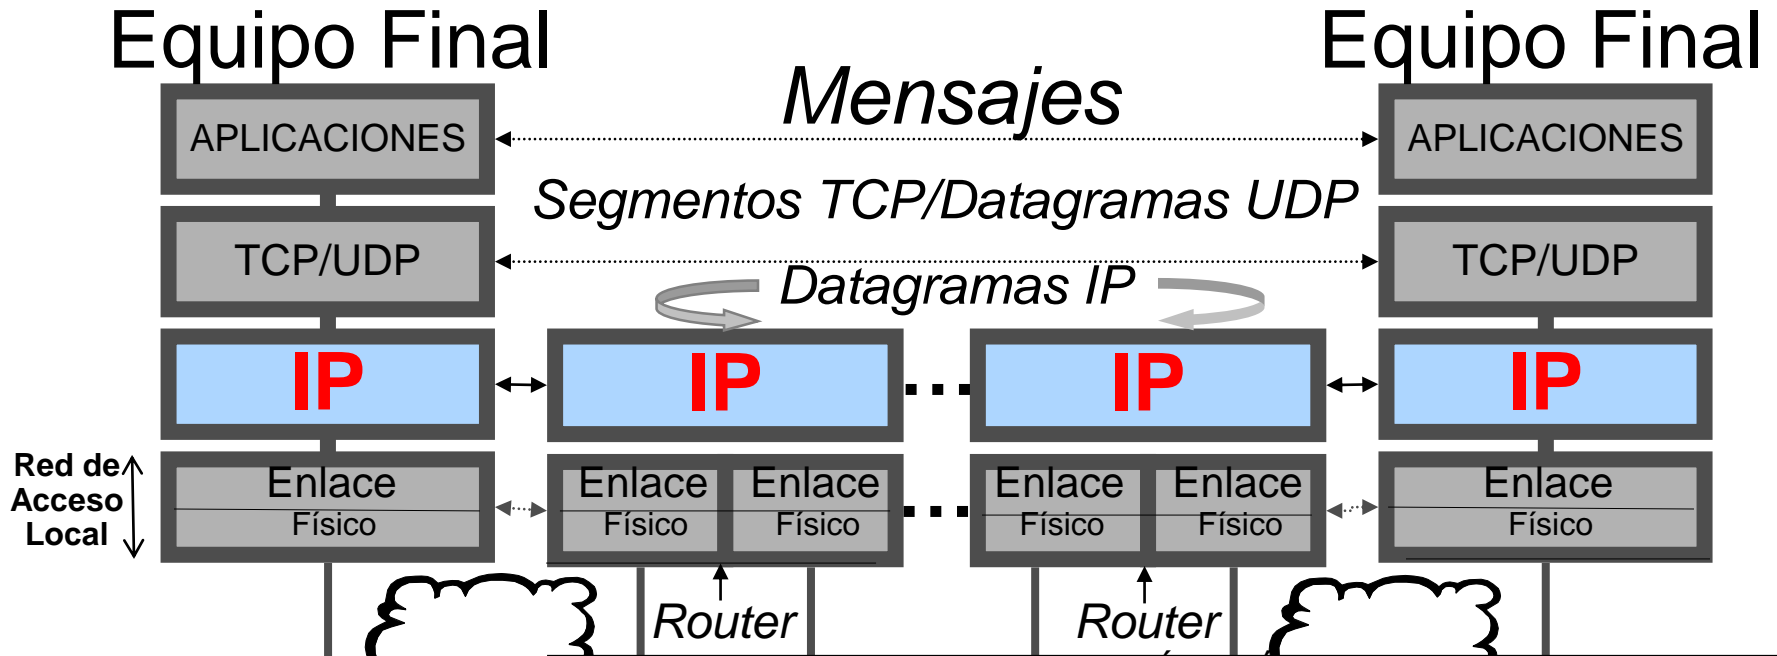 Equipo Final
Equipo Final
Mensajes
APLICACIONES
APLICACIONES
Segmentos TCP/Datagramas UDP
TCP/UDP
TCP/UDP
Datagramas IP
IP
IP
...
IP
IP
Red de
Acceso
Local
Enlace
Físico
Enlace
Físico
Enlace
Físico
...
Enlace
Físico
Enlace
Físico
Enlace
Físico
Router
Router